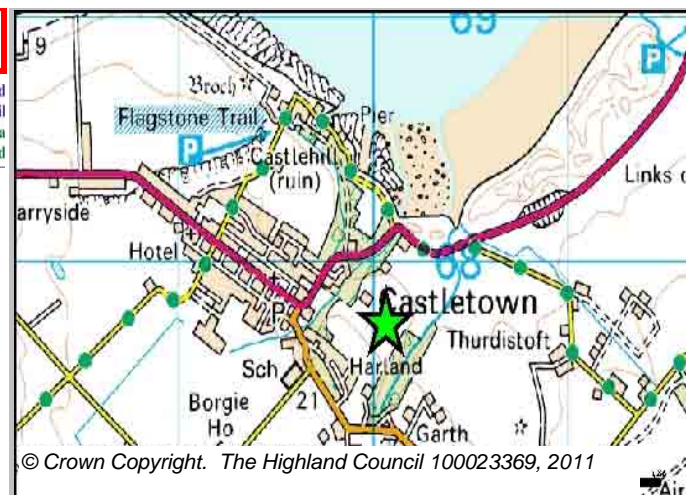 69
9
P
Broch
Flagstone Trail
Pier
P
Castlehill
(ruin)
Links
arryside
Hotel
68
Castletown
P
Thurdistoft
Sch
Harland
Borgie
Ho
21
Garth
© Crown Copyright. The Highland Council 100023369, 2011
Air